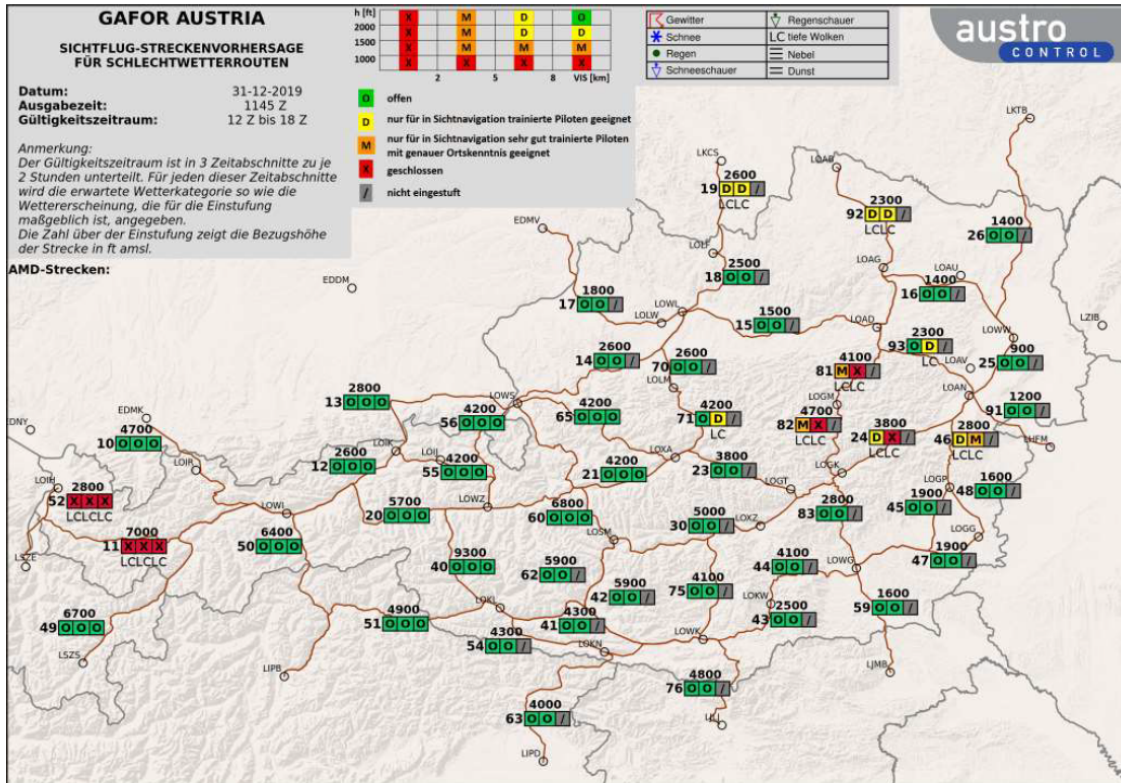 GAFOR AUSTRIA
SICHTFLUG-STRECKENVORHERSAGE
FÜR SCHLECHTWETTERROUTEN
Datum: 31-12-2019
Ausgabezeit: 1145 Z
Gültigkeitszeitraum: 12 Z bis 18 Z
Anmerkung:
Der Gültigkeitszeitraum ist in 3 Zeitabschnitte zu je
2 Stunden unterteilt. Für jeden dieser Zeitabschnitte
wird die erwartete Wetterkategorie so wie die
Wettererscheinung, die für die Einstufung
maßgeblich ist, angegeben.
Die Zahl über der Einstufung zeigt die Bezugshöhe
der Strecke in ft amsl.
AMD-Strecken:
h [ft]
X M D O
2000
X M D D
1500
X M M M
1000
X X X X
2 5 8 VIS [km]
O offen
D nur für in Sichtnavigation trainierte Piloten geeignet
M nur für in Sichtnavigation sehr gut trainierte Piloten
mit genauer Ortskenntnis geeignet
X geschlossen
/ nicht eingestuft
Gewitter Regenschauer
Schnee LC tiefe Wolken
Regen Nebel
Schneeschauer Dunst
austro
CONTROL
LKTB
LKCS
2600
19 D D /
LCLC
LOAB
2300
92 D D /
LCLC
1400
26 O O /
EDMV
LOLF
2500
18 O O /
LOAG
LOAU
1400
16 O O /
EDDM
1800
17 O O /
LOLW
LOWL
1500
15 O O /
LOAD
LZIB
LOWW
2300
93 O D /
LC
LOAV
900
25 O O /
2600
14 O O /
2600
70 O O /
4100
81 M X /
LCLC
LOLM
LOGM
LOAN
2800
13 O O O
LOWS
1200
91 O O /
LHFM
EDNY
EDMK
4700
10 O O O
4200
56 O O O
4200
65 O O O
4200
71 O D /
LC
4700
82 M X /
LCLC
3800
24 D X /
LCLC
2800
46 D M /
LCLC
LOIR
LOIK
2600
12 O O O
LOIJ
4200
55 O O O
4200
21 O O O
LOXA
3800
23 O O /
LOGT
LOGK
LOIH
2800
52 X X X
LCLCLC
LOWI
LOWZ
5700
20 O O O
6800
60 O O O
5000
30 O O /
LOXZ
2800
83 O O /
LOGP
1900
45 O O /
1600
48 O O /
LOGG
LSZE
7000
11 X X X
LCLCLC
6400
50 O O O
LOSM
9300
40 O O O
5900
62 O O /
4100
44 O O /
LOWG
1900
47 O O /
5900
42 O O /
4100
75 O O /
LOKW
2500
43 O O /
1600
59 O O /
6700
49 O O O
LSZS
4900
51 O O O
LOKL
4300
41 O O /
4300
54 O O /
LOKN
LOWK
LIPB
LJMB
4800
76 O O /
LJLJ
4000
63 O O /
LIPD